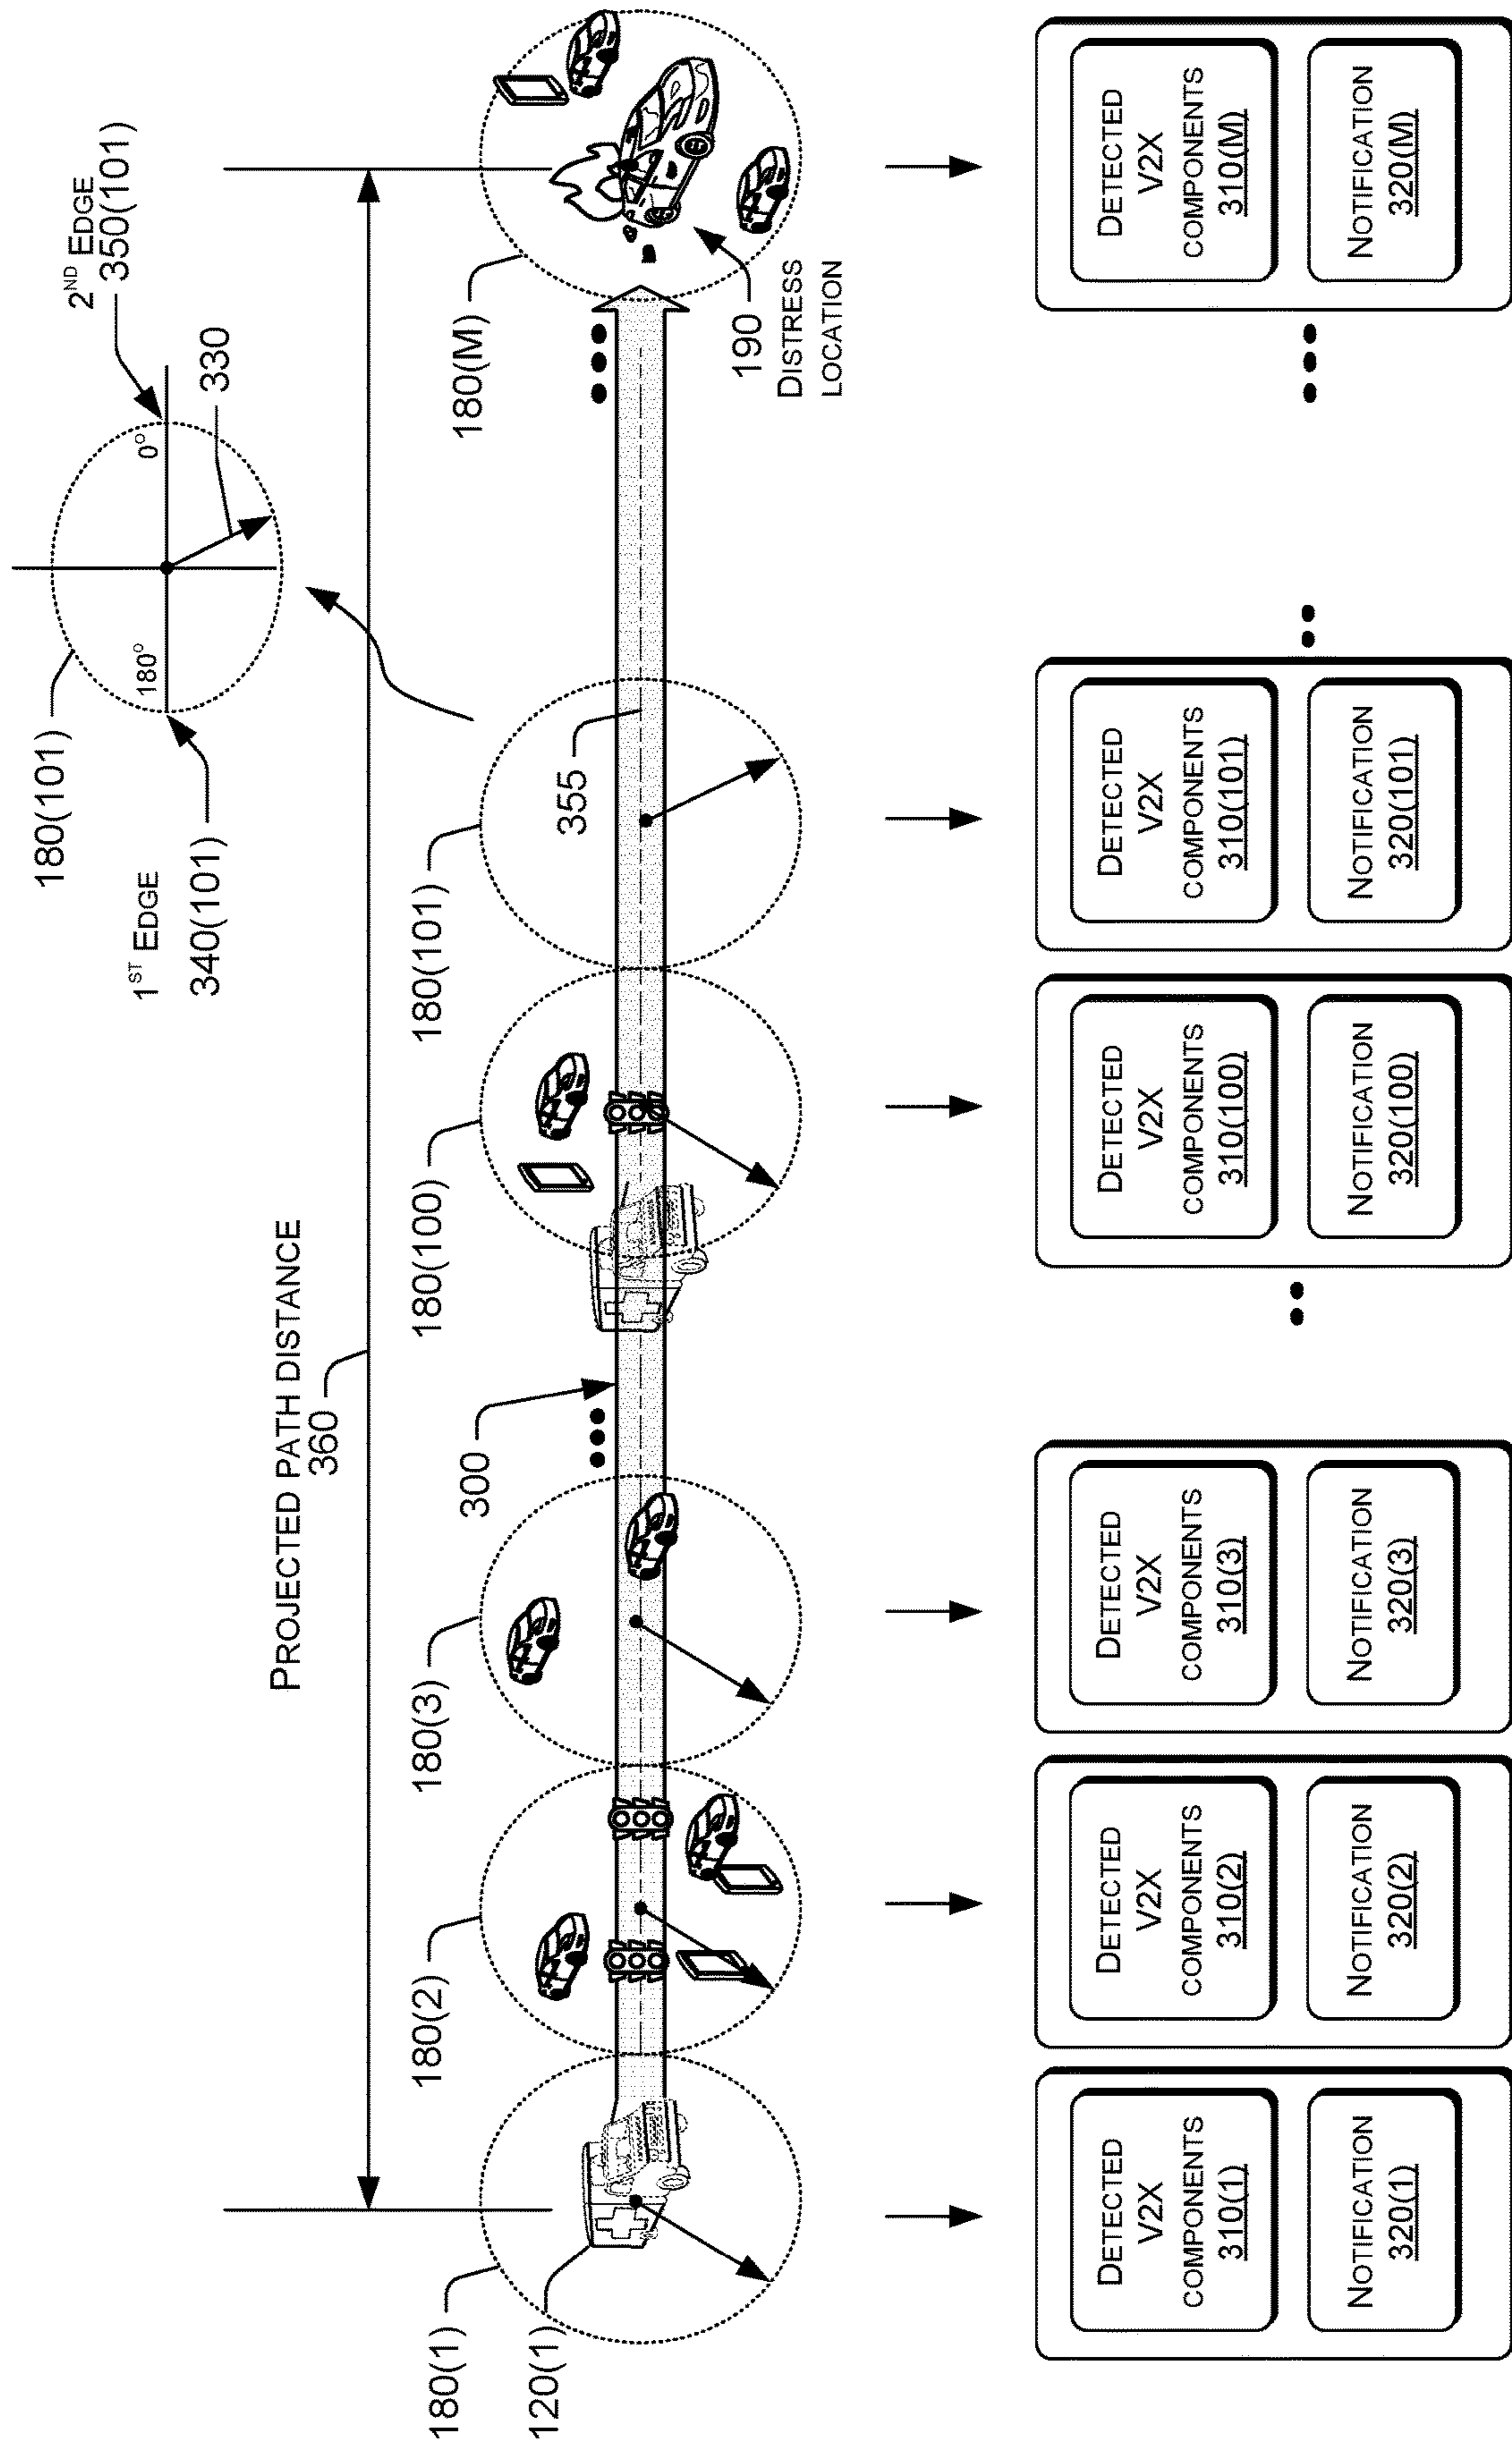 180(101)
1ST EDGE
340(101)
180°
0°
2ND EDGE
350(101)
330
PROJECTED PATH DISTANCE
360
180(1)
120(1)
180(2)
180(3)
300
180(100)
180(101)
355
180(M)
190
DISTRESS
LOCATION
DETECTED
V2X
COMPONENTS
310(1)
NOTIFICATION
320(1)
DETECTED
V2X
COMPONENTS
310(2)
NOTIFICATION
320(2)
DETECTED
V2X
COMPONENTS
310(3)
NOTIFICATION
320(3)
DETECTED
V2X
COMPONENTS
310(100)
NOTIFICATION
320(100)
DETECTED
V2X
COMPONENTS
310(101)
NOTIFICATION
320(101)
DETECTED
V2X
COMPONENTS
310(M)
NOTIFICATION
320(M)